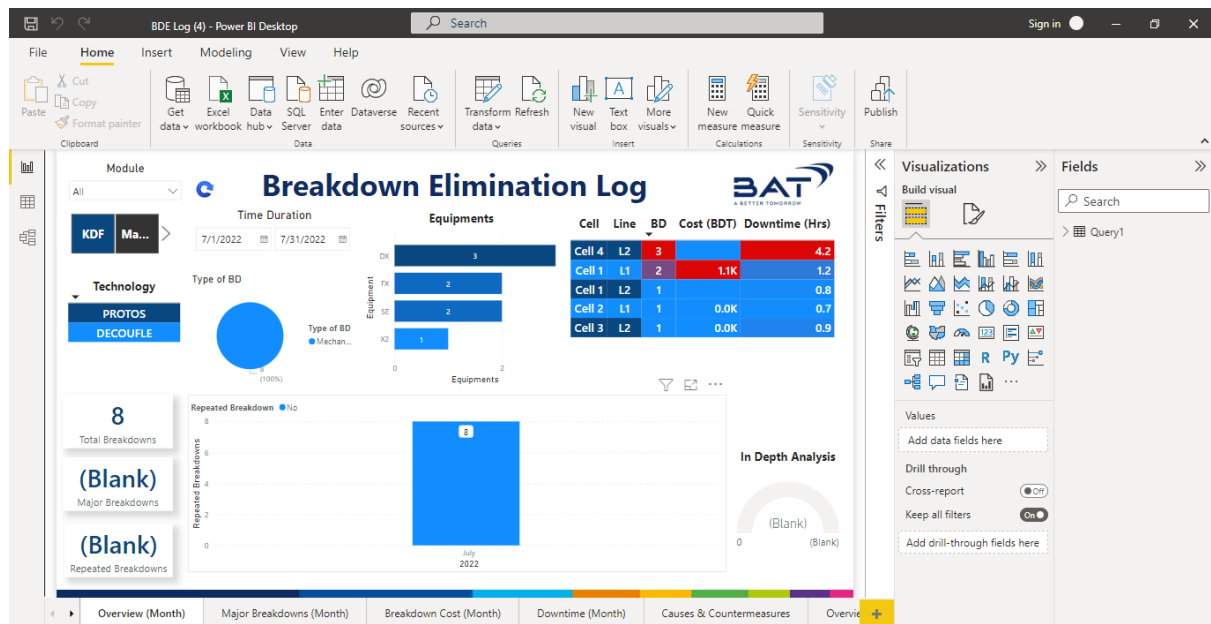 BDE Log (4) - Power BI Desktop
Search
Sign in
File Home Insert Modeling View Help
Paste
Cut
Copy
Format painter
Clipboard
Get data
Excel workbook
Data hub
SQL Server
Enter data
Dataverse
Recent sources
Data
Transform data
Refresh
Queries
New visual
Text box
More visuals
Insert
New measure
Quick measure
Calculations
Sensitivity
Sensitivity
Publish
Share
Module
All
KDF Ma...
Technology
PROTOS
DECOUFLE
Breakdown Elimination Log
BAT
A BETTER TOMORROW
Time Duration
7/1/2022 7/31/2022
Type of BD
Type of BD
Mechan...
8
(100%)
Equipments
Equipment
DX 3
FX 2
SE 2
X2 1
0 2
Equipments
Cell Line BD Cost (BDT) Downtime (Hrs)
Cell 4 L2 3 4.2
Cell 1 L1 2 1.1K 1.2
Cell 1 L2 1 0.8
Cell 2 L1 1 0.0K 0.7
Cell 3 L2 1 0.0K 0.9
8
Total Breakdowns
(Blank)
Major Breakdowns
(Blank)
Repeated Breakdowns
Repeated Breakdown No
Repeated Breakdowns
8
6
4
2
0
8
July
2022
In Depth Analysis
(Blank)
0 (Blank)
Filters
Visualizations
Build visual
123
R Py
Values
Add data fields here
Drill through
Cross-report Off
Keep all filters On
Add drill-through fields here
Fields
Search
Query1
Overview (Month) Major Breakdowns (Month) Breakdown Cost (Month) Downtime (Month) Causes & Countermeasures Overvie